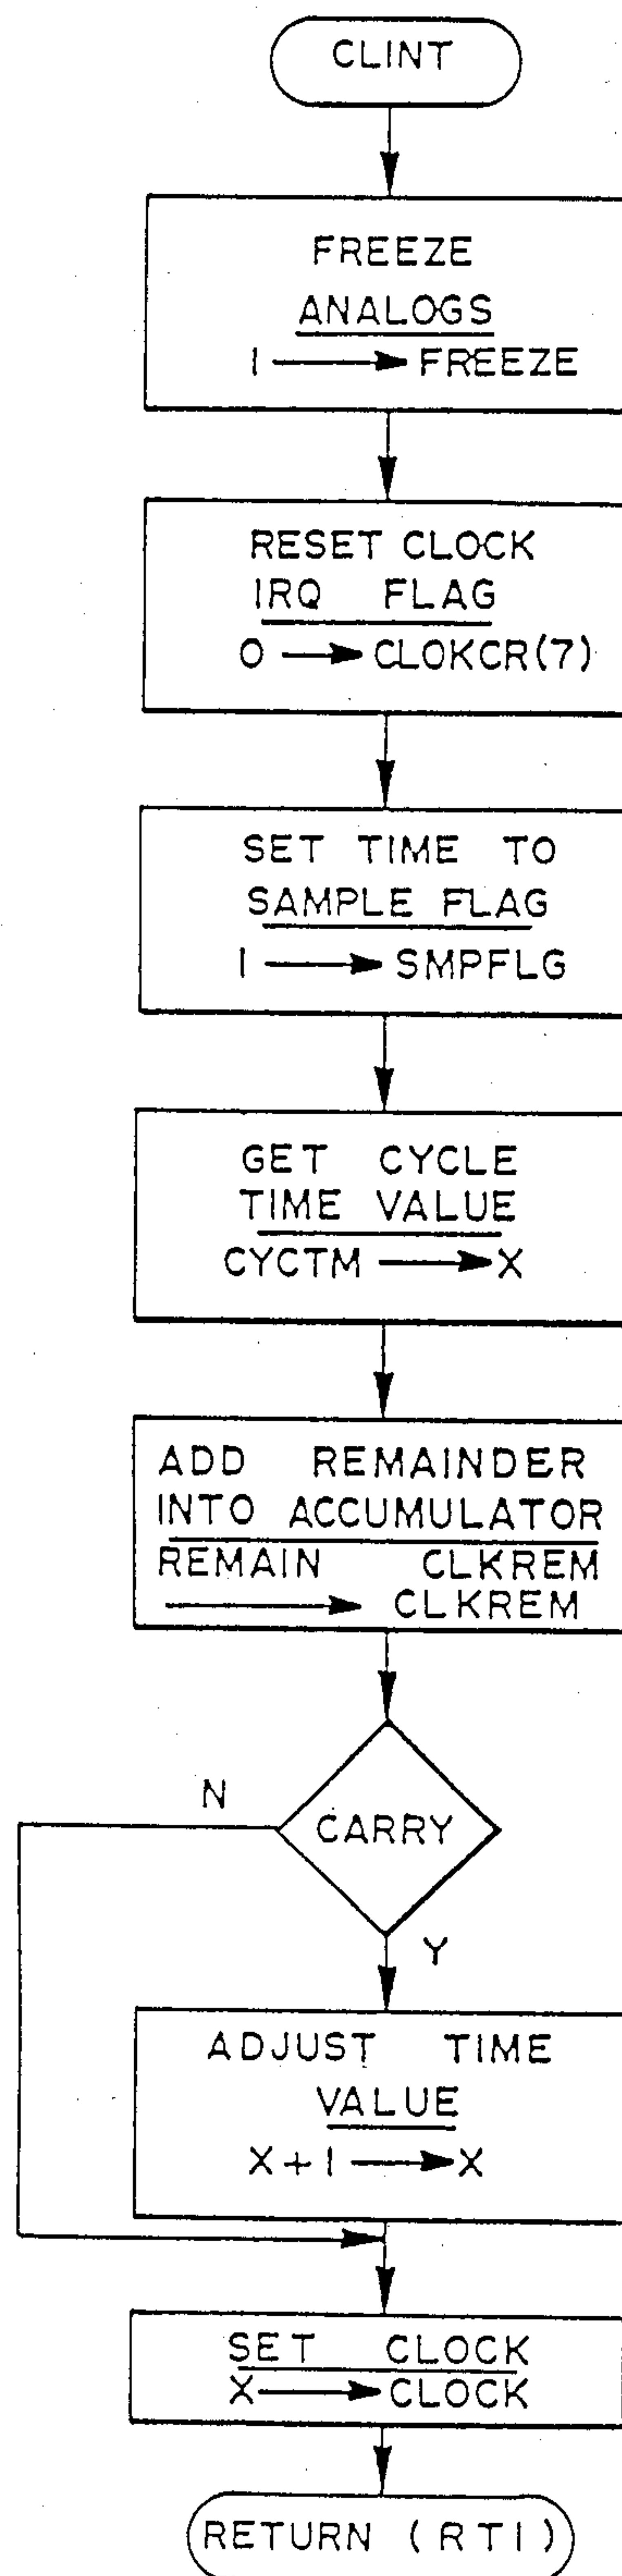 CLINT
FREEZE
ANALOGS
1 → FREEZE
RESET CLOCK
IRQ FLAG
0 → CLOKCR(7)
SET TIME TO
SAMPLE FLAG
1 → SMPFLG
GET CYCLE
TIME VALUE
CYCTM → X
ADD REMAINDER
INTO ACCUMULATOR
REMAIN CLKREM
→ CLKREM
CARRY
N
Y
ADJUST TIME
VALUE
X+1 → X
SET CLOCK
X → CLOCK
RETURN (RTI)